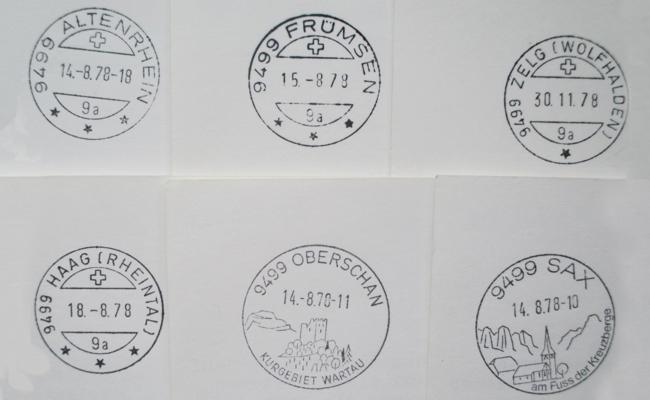 9499 ALTENRHEIN
14.-8.78-18
9a
9499 FRÜMSEN
15.-8 78
9a
9499 ZELG (WOLFHALDEN)
30.11.78
9a
9499 HAAG (RHEINTAL)
18.-8.78
9a
9499 OBERSCHAN
14.-8.78-11
KURGEBIET WARTAU
9499 SAX
14. 8.78-10
am Fuss der Kreuzberge